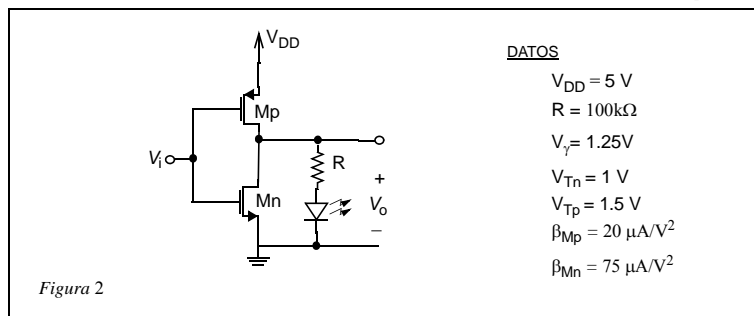 V_DD
DATOS
V_DD = 5 V
Mp
R = 100kΩ
V_γ = 1.25V
V_i
R
V_Tn = 1 V
+
Mn
V_o
V_Tp = 1.5 V
–
β_Mp = 20 μA/V²
β_Mn = 75 μA/V²
Figura 2